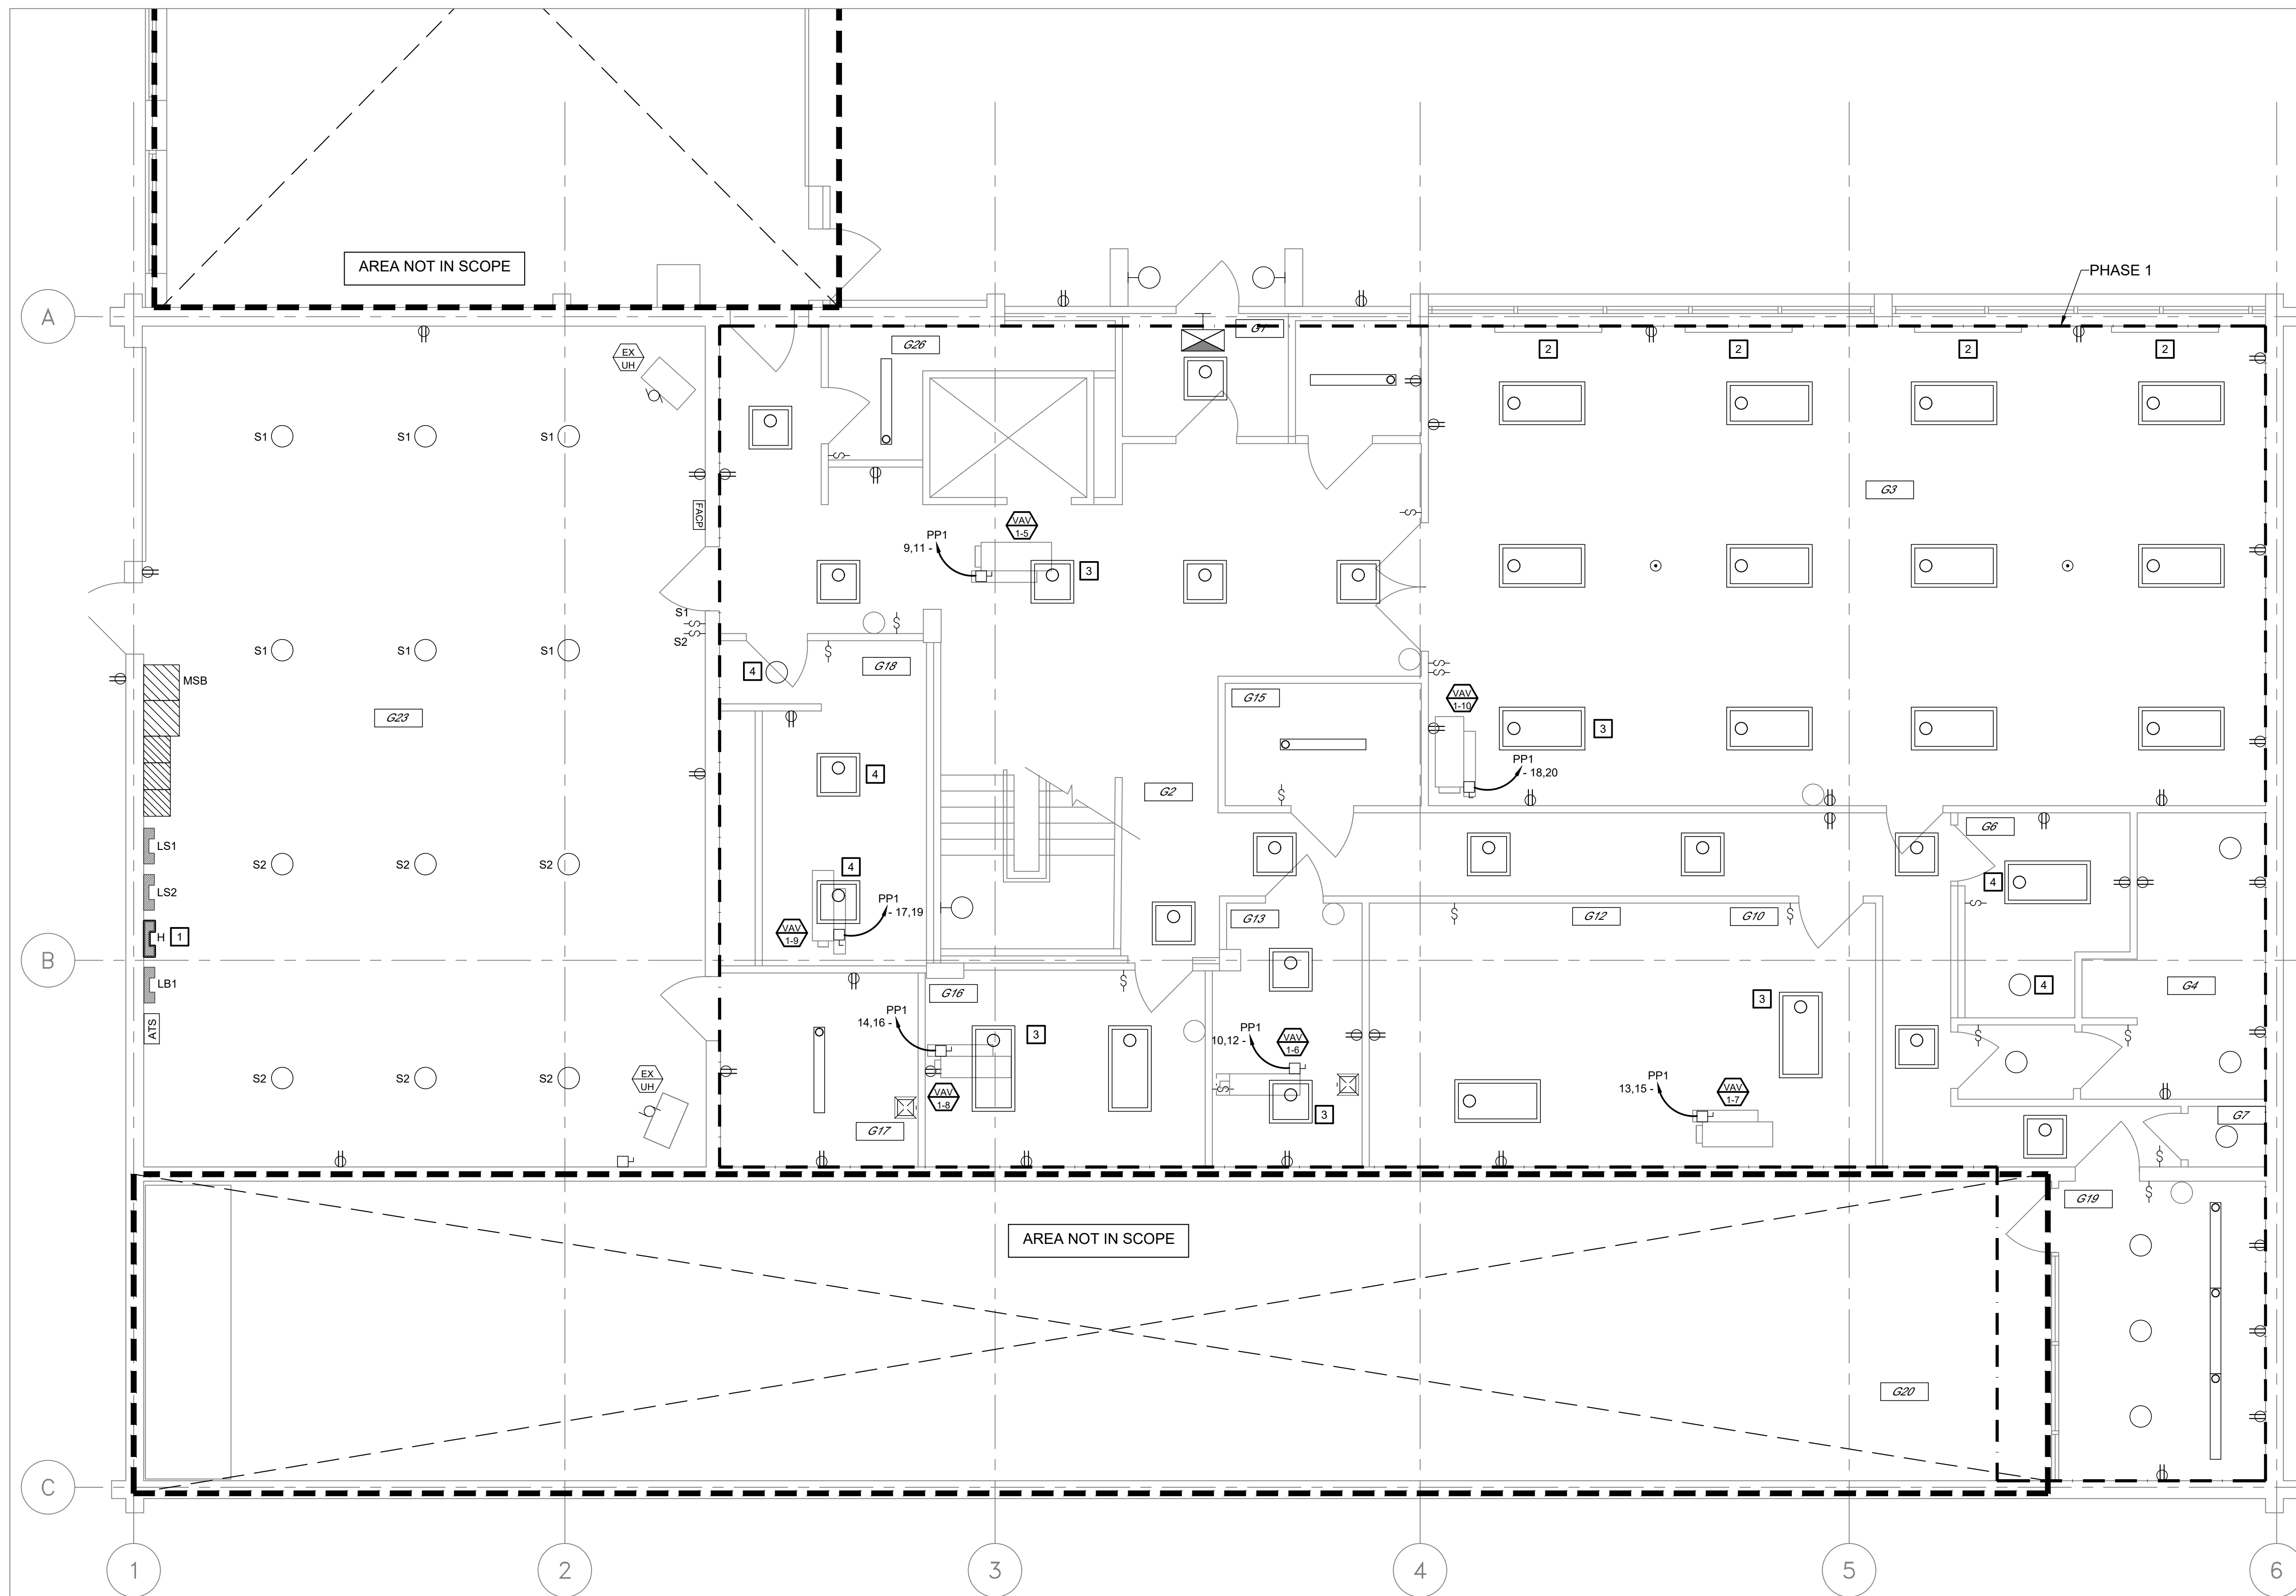 AREA NOT IN SCOPE
PHASE 1
A
G1
G26
EX
UH
2
2
2
2
S1
S1
S1
G3
FACP
VAV
1-5
PP1
9,11 -
3
S1
S2
S1
S1
S1
4
G18
MSB
G15
VAV
1-10
G23
3
4
PP1
- 18,20
G2
G6
LS1
S2
S2
S2
4
4
LS2
PP1
- 17,19
G13
G12
G10
VAV
1-9
H
1
B
LB1
G16
3
4
G4
ATS
PP1
14,16 -
3
PP1
10,12 -
VAV
1-6
S2
S2
S2
EX
UH
VAV
1-8
PP1
13,15 -
VAV
1-7
3
G17
G7
G19
AREA NOT IN SCOPE
G20
C
1
2
3
4
5
6